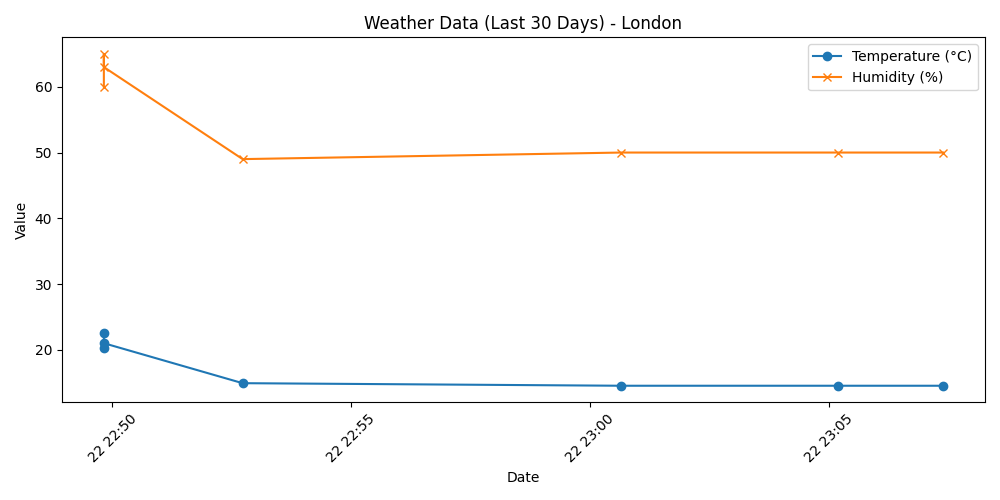 Weather Data (Last 30 Days) - London
Temperature (°C)
Humidity (%)
Value
60
50
40
30
20
22 22:50
22 22:55
22 23:00
22 23:05
Date